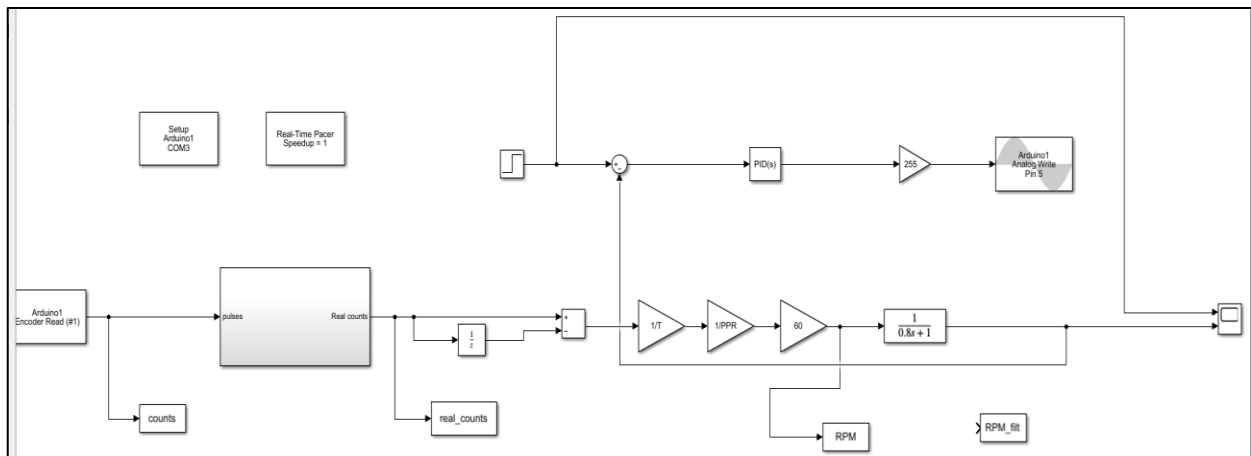 Setup
Arduino1
COM3
Real-Time Pacer
Speedup = 1
+
−
PID(s)
255
Arduino1
Analog Write
Pin 5
Arduino1
Encoder Read (#1)
pulses
Real counts
1
z
+
−
1/T
1/PPR
60
1
0.8s+1
counts
real_counts
RPM
RPM_filt